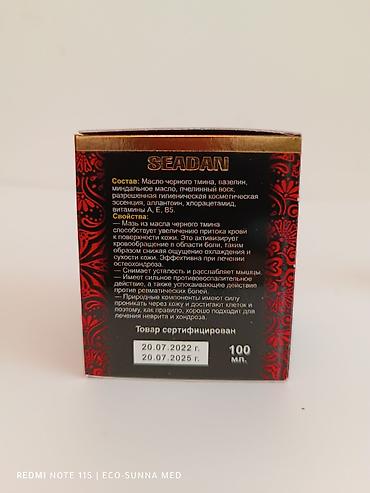 SEADAN
Состав: Масло черного тмина, вазелин,
миндальное масло, пчелиный воск,
разрешенная гигиеническая косметическая
эссенция, аллантоин, хлорацетамид,
витамины А, Е, В5.
Свойства:
— Мазь из масла черного тмина
способствует увеличению притока крови
к поверхности кожи. Это активизирует
кровообращение в области боли, таким
образом снижая ощущение охлаждения и
сухости кожи. Эффективна при лечении
остеохондроза.
— Снимает усталость и расслабляет мышцы.
— Имеют сильное противовоспалительное
действие, а также успокаивающее действие
против ревматических болей.
— Природные компоненты имеют силу
проникать через кожу и достигают клеток и
поэтому, как правило, хорошо подходит для
лечения неврита и хондроза.
Товар сертифицирован
20.07.2022 г.
20.07.2025 г.
100
мл.
REDMI NOTE 11S | ECO-SUNNA MED